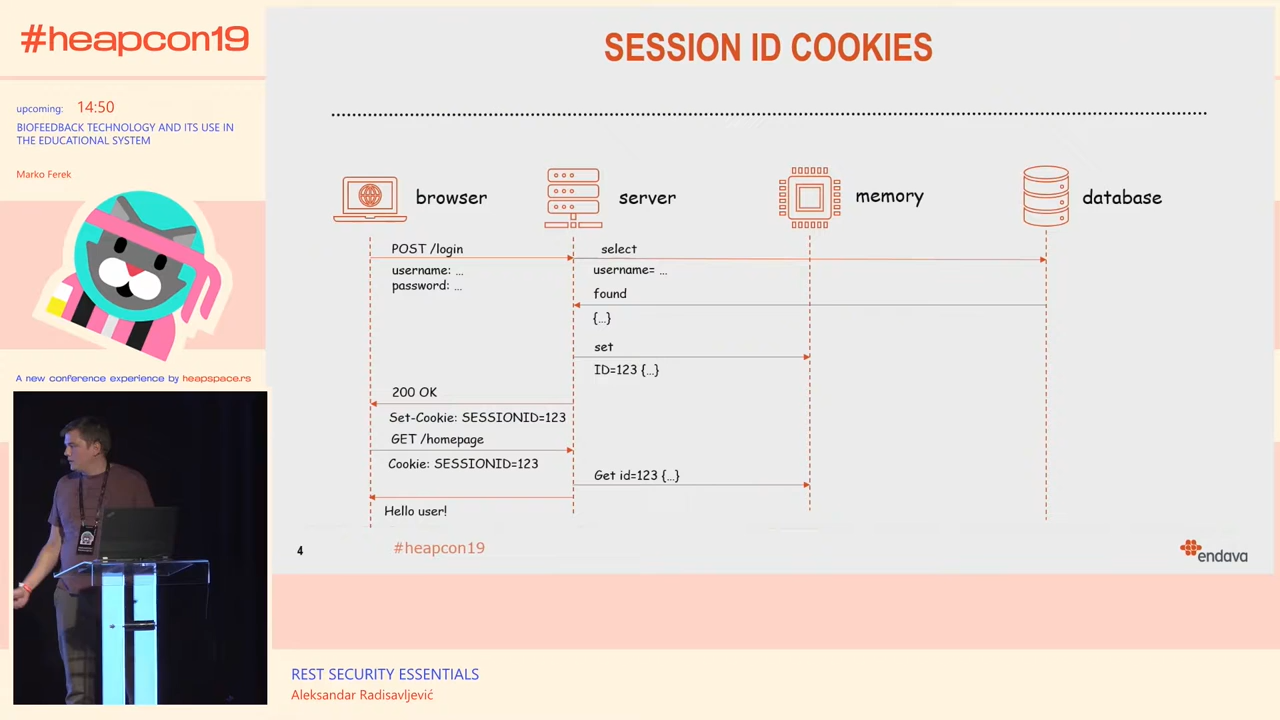 #heapcon19
upcoming: 14:50
BIOFEEDBACK TECHNOLOGY AND ITS USE IN
THE EDUCATIONAL SYSTEM
Marko Ferek
A new conference experience by heapspace.rs
SESSION ID COOKIES
browser
server
memory
database
POST /login
username: ...
password: ...
select
username= ...
found
{...}
set
ID=123 {...}
200 OK
Set-Cookie: SESSIONID=123
GET /homepage
Cookie: SESSIONID=123
Get id=123 {...}
Hello user!
4
#heapcon19
endava
REST SECURITY ESSENTIALS
Aleksandar Radisavljević